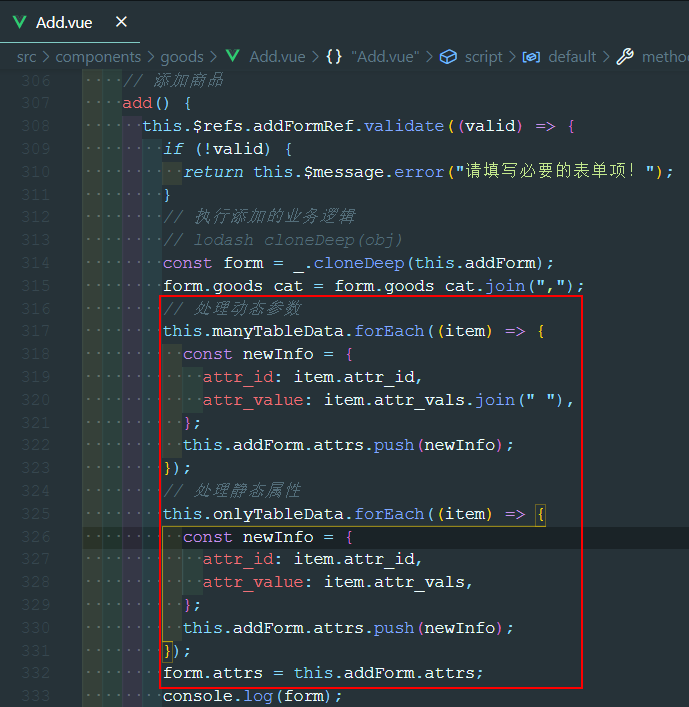 Add.vue ×
src > components > goods > Add.vue > {} "Add.vue" > script > default > metho
306 // 添加商品
307 add() {
308 this.$refs.addFormRef.validate((valid) => {
309 if (!valid) {
310 return this.$message.error("请填写必要的表单项！");
311 }
312 // 执行添加的业务逻辑
313 // lodash cloneDeep(obj)
314 const form = _.cloneDeep(this.addForm);
315 form.goods_cat = form.goods_cat.join(",");
316 // 处理动态参数
317 this.manyTableData.forEach((item) => {
318 const newInfo = {
319 attr_id: item.attr_id,
320 attr_value: item.attr_vals.join(" "),
321 };
322 this.addForm.attrs.push(newInfo);
323 });
324 // 处理静态属性
325 this.onlyTableData.forEach((item) => {
326 const newInfo = {
327 attr_id: item.attr_id,
328 attr_value: item.attr_vals,
329 };
330 this.addForm.attrs.push(newInfo);
331 });
332 form.attrs = this.addForm.attrs;
333 console.log(form);